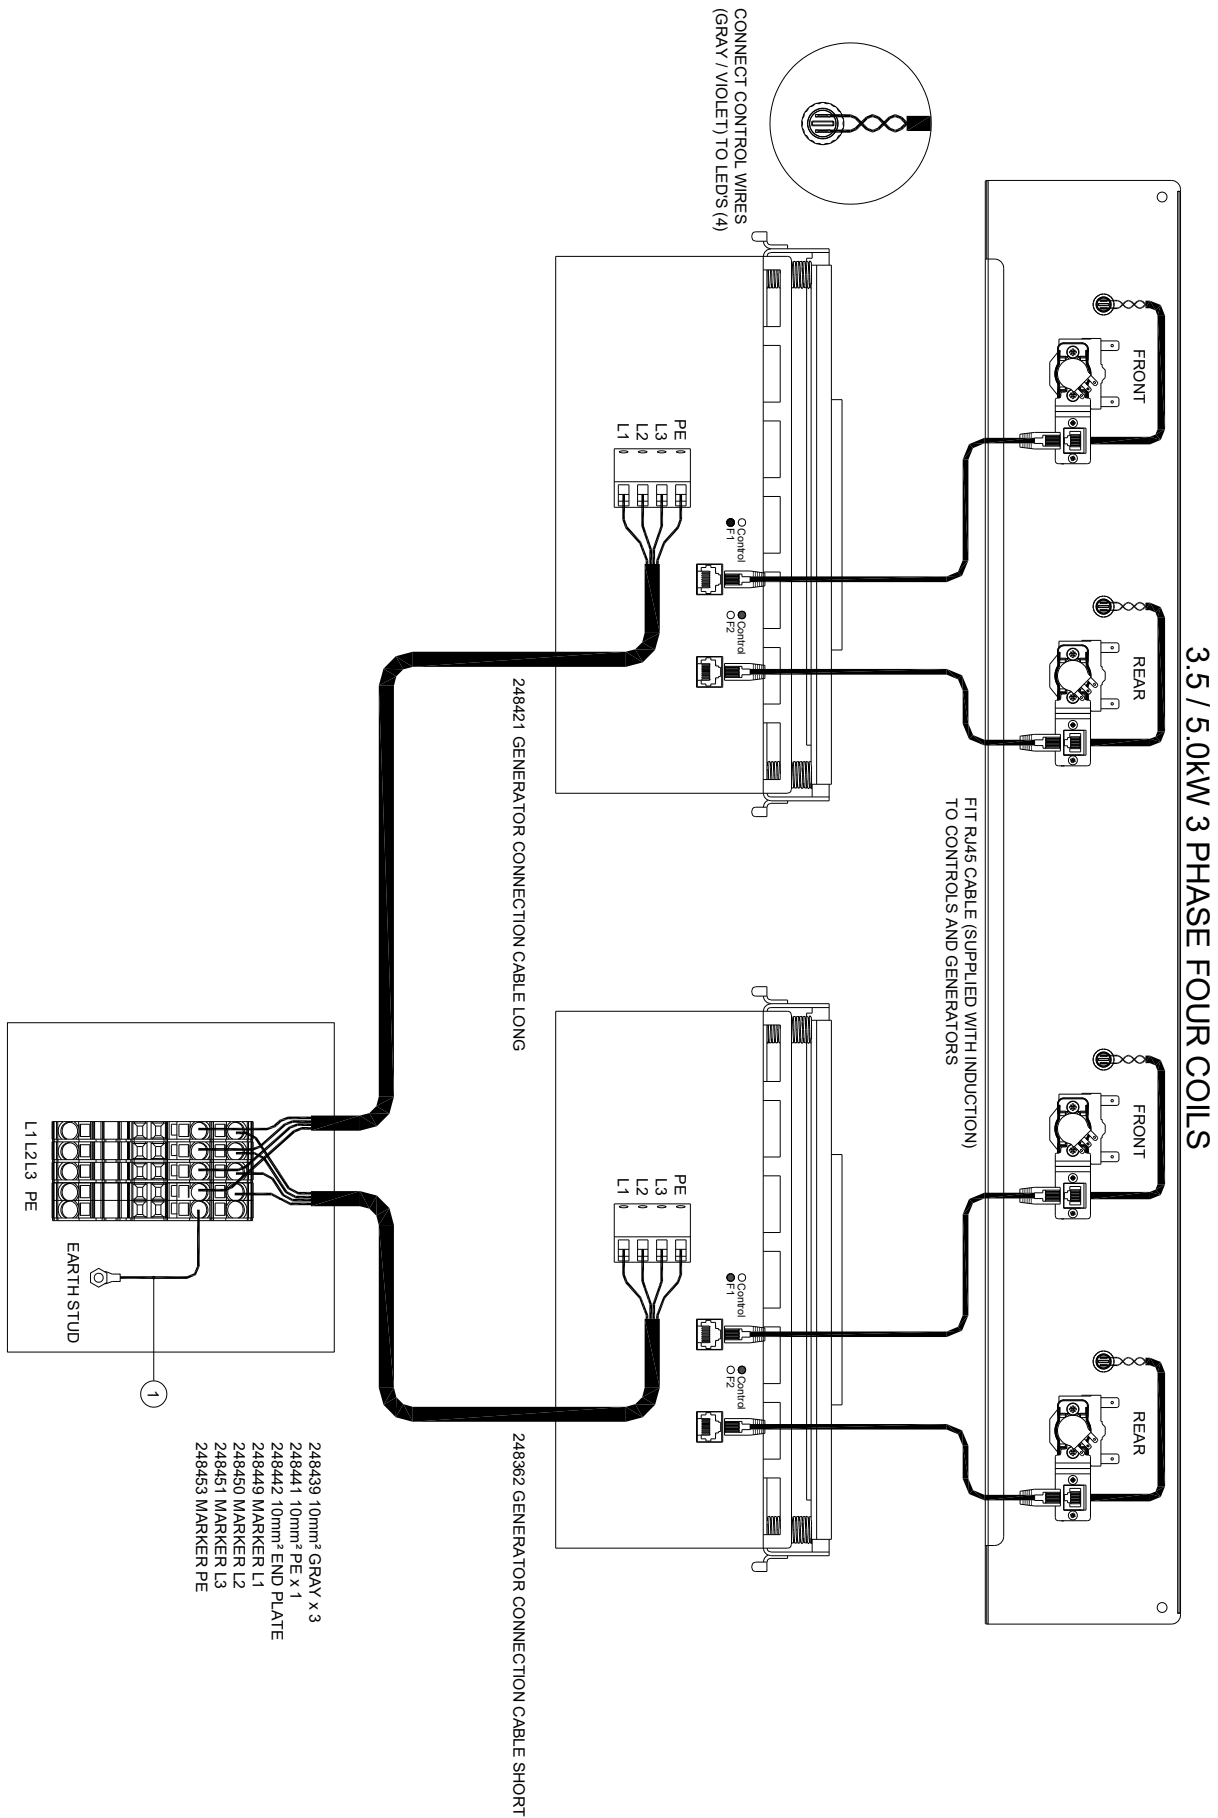 3.5 / 5.0kW 3 PHASE FOUR COILS
FRONT
REAR
FRONT
REAR
FIT RJ45 CABLE (SUPPLIED WITH INDUCTION)
TO CONTROLS AND GENERATORS
CONNECT CONTROL WIRES
(GRAY / VIOLET) TO LED'S (4)
Control
F1
Control
F2
PE
L3
L2
L1
Control
F1
Control
F2
PE
L3
L2
L1
248421 GENERATOR CONNECTION CABLE LONG
248362 GENERATOR CONNECTION CABLE SHORT
248439 10mm² GRAY x 3
248441 10mm² PE x 1
248442 10mm² END PLATE
248449 MARKER L1
248450 MARKER L2
248451 MARKER L3
248453 MARKER PE
1
EARTH STUD
L1 L2 L3 PE